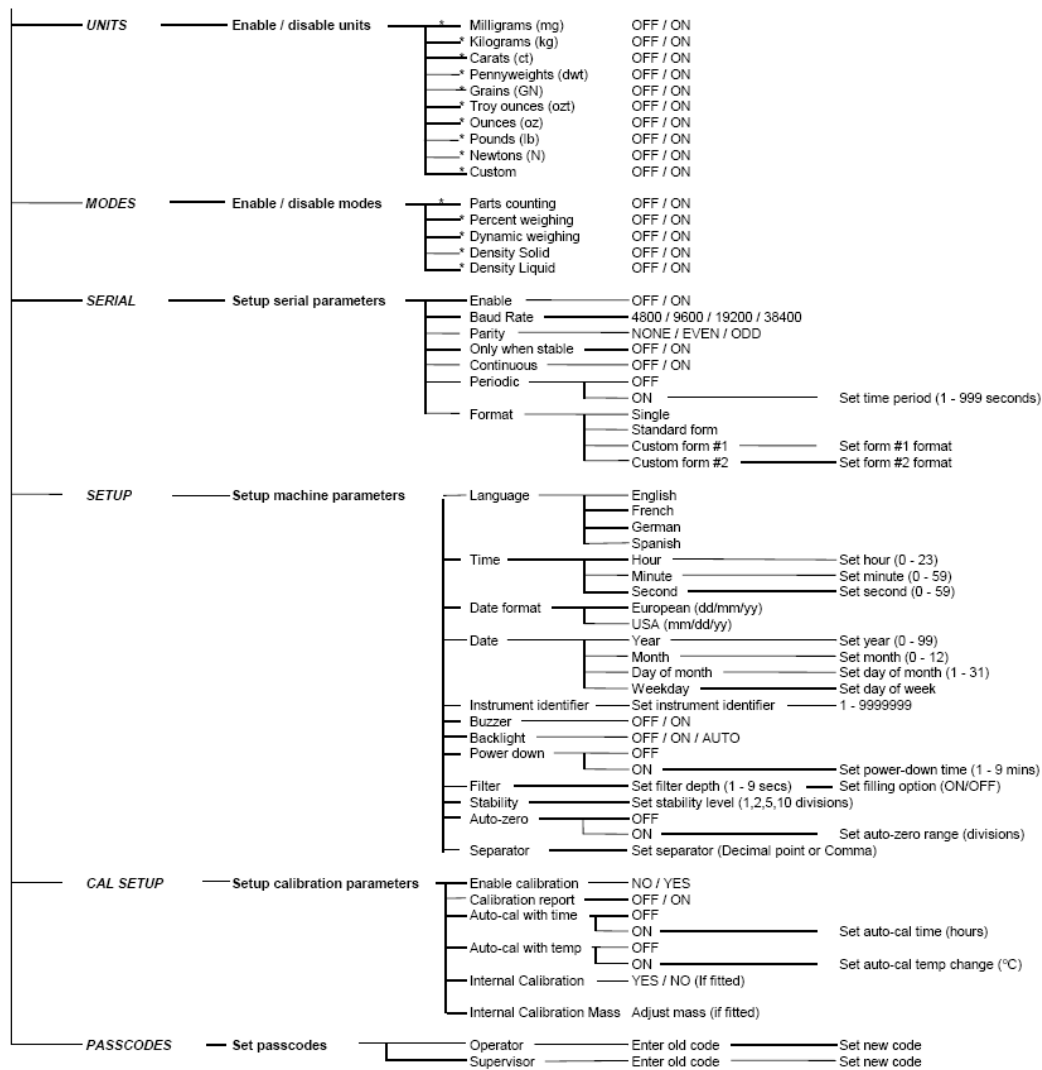 UNITS Enable / disable units * Milligrams (mg) OFF / ON
* Kilograms (kg) OFF / ON
* Carats (ct) OFF / ON
* Pennyweights (dwt) OFF / ON
* Grains (GN) OFF / ON
* Troy ounces (ozt) OFF / ON
* Ounces (oz) OFF / ON
* Pounds (lb) OFF / ON
* Newtons (N) OFF / ON
* Custom OFF / ON
MODES Enable / disable modes * Parts counting OFF / ON
* Percent weighing OFF / ON
* Dynamic weighing OFF / ON
* Density Solid OFF / ON
* Density Liquid OFF / ON
SERIAL Setup serial parameters Enable OFF / ON
Baud Rate 4800 / 9600 / 19200 / 38400
Parity NONE / EVEN / ODD
Only when stable OFF / ON
Continuous OFF / ON
Periodic OFF
ON Set time period (1 - 999 seconds)
Format Single
Standard form
Custom form #1 Set form #1 format
Custom form #2 Set form #2 format
SETUP Setup machine parameters Language English
French
German
Spanish
Time Hour Set hour (0 - 23)
Minute Set minute (0 - 59)
Second Set second (0 - 59)
Date format European (dd/mm/yy)
USA (mm/dd/yy)
Date Year Set year (0 - 99)
Month Set month (0 - 12)
Day of month Set day of month (1 - 31)
Weekday Set day of week
Instrument identifier Set instrument identifier 1 - 9999999
Buzzer OFF / ON
Backlight OFF / ON / AUTO
Power down OFF
ON Set power-down time (1 - 9 mins)
Filter Set filter depth (1 - 9 secs) Set filling option (ON/OFF)
Stability Set stability level (1,2,5,10 divisions)
Auto-zero OFF
ON Set auto-zero range (divisions)
Separator Set separator (Decimal point or Comma)
CAL SETUP Setup calibration parameters Enable calibration NO / YES
Calibration report OFF / ON
Auto-cal with time OFF
ON Set auto-cal time (hours)
Auto-cal with temp OFF
ON Set auto-cal temp change (°C)
Internal Calibration YES / NO (If fitted)
Internal Calibration Mass Adjust mass (if fitted)
PASSCODES Set passcodes Operator Enter old code Set new code
Supervisor Enter old code Set new code